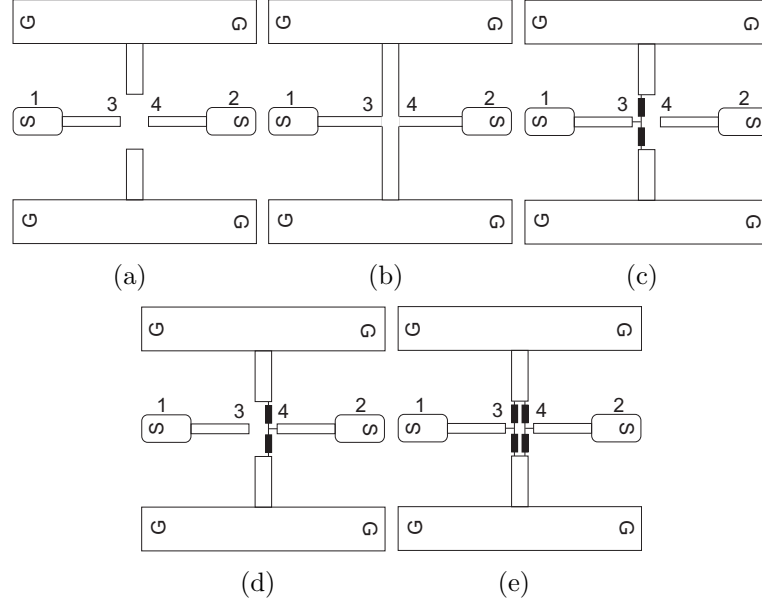 G G G G G G
1 3 4 2 1 3 4 2 1 3 4 2
S S S S S S
G G G G G G
(a) (b) (c)
G G G G
1 3 4 2 1 3 4 2
S S S S
G G G G
(d) (e)